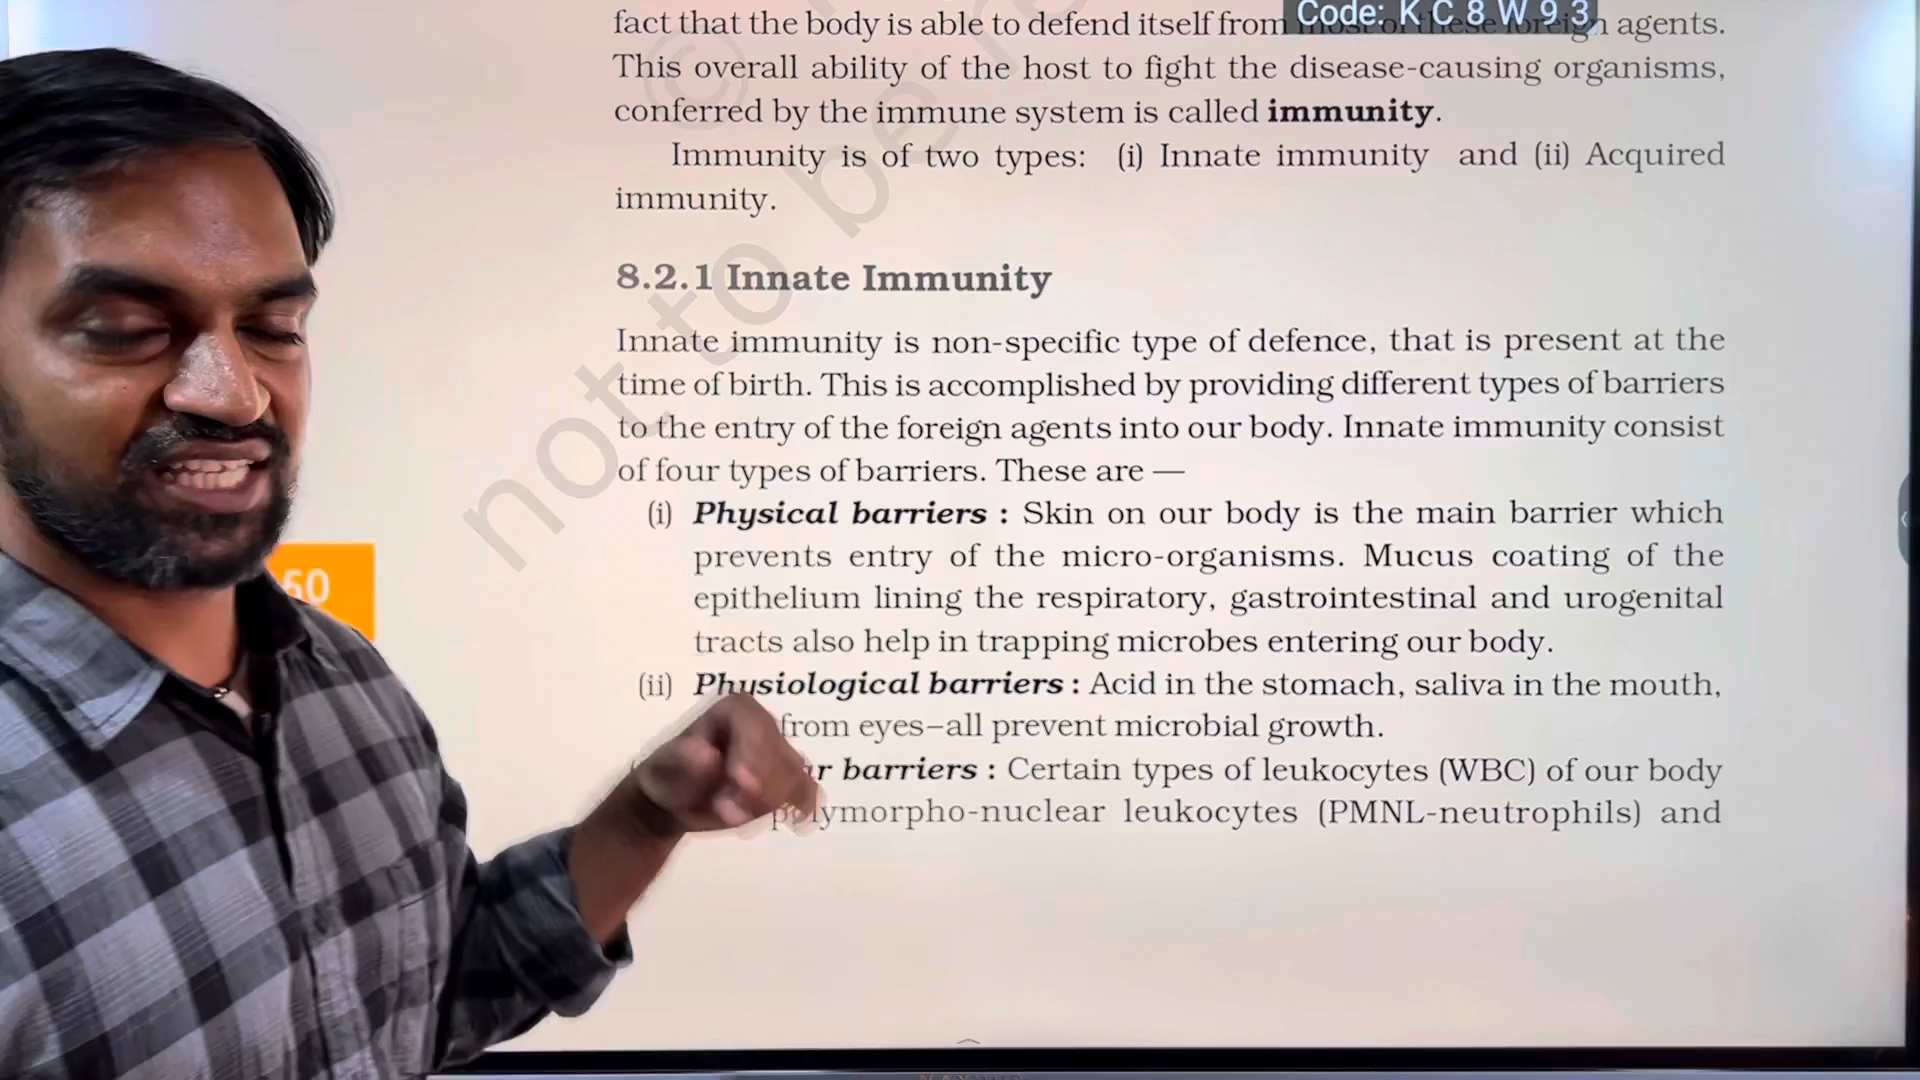 Code: K C 8 W 9 3
fact that the body is able to defend itself from most of these foreign agents.
This overall ability of the host to fight the disease-causing organisms,
conferred by the immune system is called immunity.
Immunity is of two types: (i) Innate immunity and (ii) Acquired
immunity.
8.2.1 Innate Immunity
Innate immunity is non-specific type of defence, that is present at the
time of birth. This is accomplished by providing different types of barriers
to the entry of the foreign agents into our body. Innate immunity consist
of four types of barriers. These are —
(i) Physical barriers : Skin on our body is the main barrier which
prevents entry of the micro-organisms. Mucus coating of the
epithelium lining the respiratory, gastrointestinal and urogenital
tracts also help in trapping microbes entering our body.
(ii) Physiological barriers : Acid in the stomach, saliva in the mouth,
from eyes–all prevent microbial growth.
barriers : Certain types of leukocytes (WBC) of our body
polymorpho-nuclear leukocytes (PMNL-neutrophils) and
50
not to be